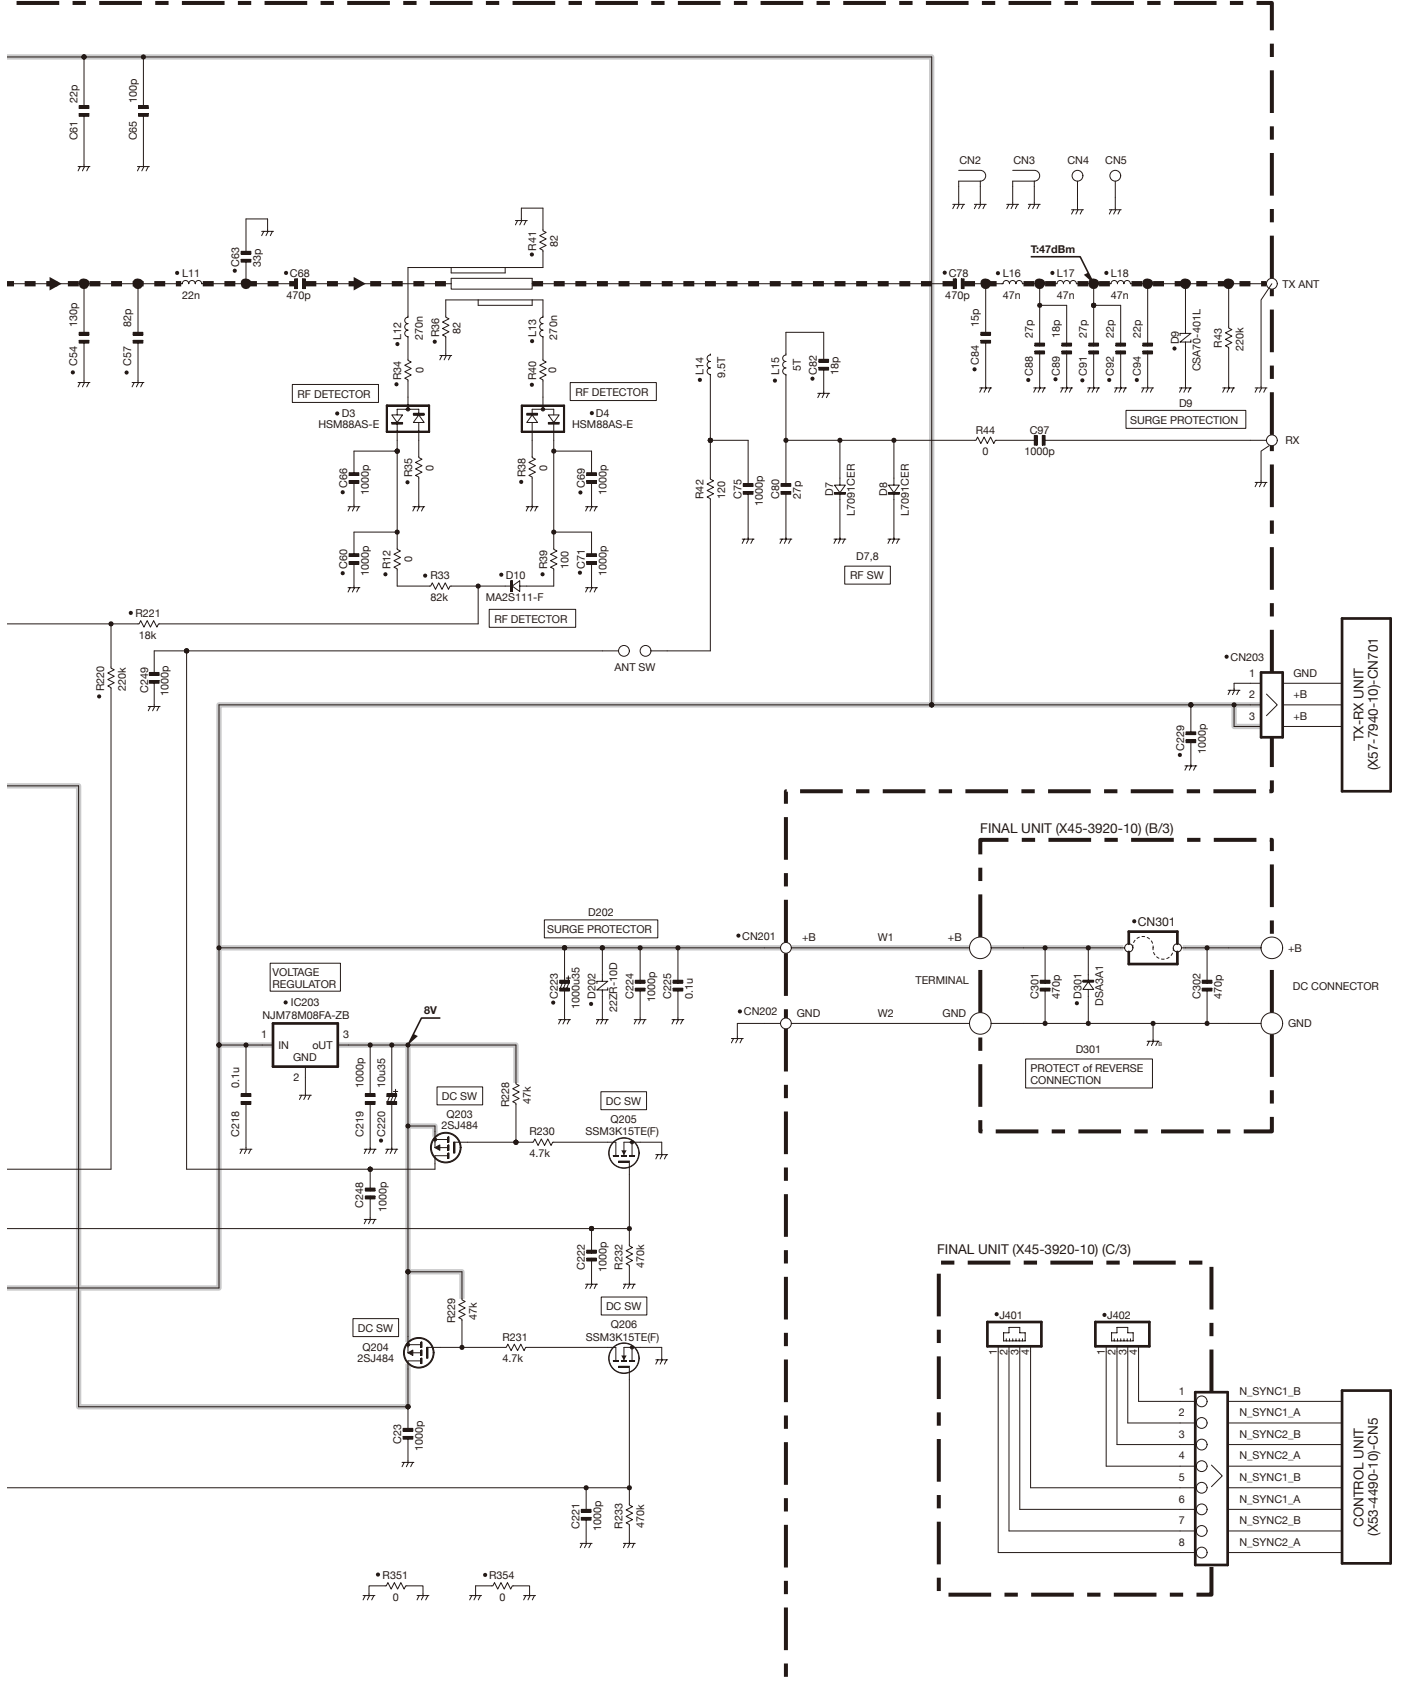 C61 22p
C65 100p
CN2
CN3
CN4
CN5
•C63 33p
•R41 82
T:47dBm
•L11
22n
•C68
470p
•C78
470p
•L16
47n
•L17
47n
•L18
47n
TX ANT
•C54 130p
•C57 82p
•L12 270n
•R36 82
•L13 270n
•C84 15p
•C88 27p
•C89 18p
•C91 27p
•C92 22p
•C94 22p
•D9
CSA70-401L
R43 220k
•R34 0
•R40 0
•L14 9.5T
•L15 5T
•C82 18p
RF DETECTOR
•D3
HSM88AS-E
RF DETECTOR
•D4
HSM88AS-E
D9
SURGE PROTECTION
R44
0
C97
1000p
RX
•C66 1000p
•R35 0
•R38 0
•C69 1000p
R42 120
C75 1000p
C80 27p
D7
L7091CER
D8
L7091CER
•C60 1000p
•R12 0
•R39 100
•C71 1000p
D7,8
RF SW
•R33
82k
•D10
MA2S111-F
RF DETECTOR
•R221
18k
•R220 220k
C249 1000p
ANT SW
•CN203
1 GND
2 +B
3 +B
TX-RX UNIT
(X57-7940-10)-CN701
•C229 1000p
FINAL UNIT (X45-3920-10) (B/3)
D202
SURGE PROTECTOR
•CN201
+B
W1
+B
•CN301
+B
•C223 1000u35
•D202
22ZR-10D
C224 1000p
C225 0.1u
TERMINAL
C301 470p
•D301
DSA3A1
C302 470p
DC CONNECTOR
VOLTAGE
REGULATOR
•IC203
NJM78M08FA-ZB
8V
•CN202
GND
W2
GND
GND
1
3
IN
oUT
GND
2
B
D301
PROTECT of REVERSE
CONNECTION
C218 0.1u
C219 1000p
•C220 10u35
R228 47k
DC SW
Q203
2SJ484
R230
4.7k
DC SW
Q205
SSM3K15TE(F)
C248 1000p
C222 1000p
R232 470k
FINAL UNIT (X45-3920-10) (C/3)
R229 47k
DC SW
Q206
SSM3K15TE(F)
DC SW
Q204
2SJ484
R231
4.7k
•J401
•J402
1 2 3 4
1 2 3 4
1 N_SYNC1_B
2 N_SYNC1_A
3 N_SYNC2_B
4 N_SYNC2_A
5 N_SYNC1_B
6 N_SYNC1_A
7 N_SYNC2_B
8 N_SYNC2_A
CONTROL UNIT
(X53-4490-10)-CN5
C23 1000p
C221 1000p
R233 470k
•R351
0
•R354
0